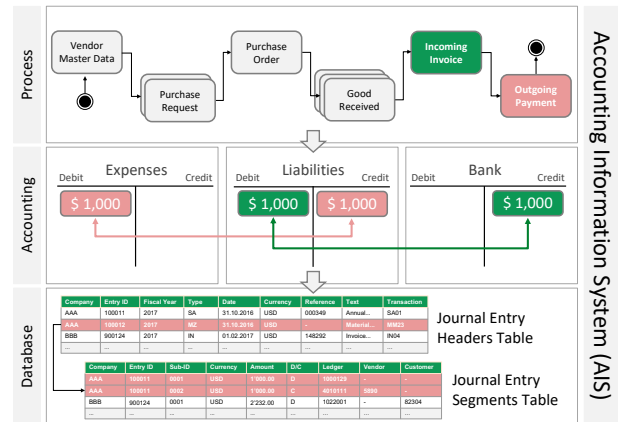 Process
Vendor
Master Data
Purchase
Request
Purchase
Order
Good
Received
Incoming
Invoice
Outgoing
Payment
Accounting Information System (AIS)
Accounting
Expenses
Debit Credit
$ 1,000
Liabilities
Debit Credit
$ 1,000 $ 1,000
Bank
Debit Credit
$ 1,000
Database
Company Entry ID Fiscal Year Type Date Currency Reference Text Transaction
AAA 100011 2017 SA 31.10.2016 USD 000349 Annual... SA01
AAA 100012 2017 MZ 31.10.2016 USD - Material... MM23
BBB 900124 2017 IN 01.02.2017 USD 148292 Invoice... IN04
... ... ... ... ... ... ... ... ...
Journal Entry
Headers Table
Company Entry ID Sub-ID Currency Amount D/C Ledger Vendor Customer
AAA 100011 0001 USD 1'000.00 D 1000129 - -
AAA 100011 0002 USD 1'000.00 C 4010111 5890 -
BBB 900124 0001 USD 2'232.00 D 1022001 - 82304
... ... ... ... ... ... ... ... ...
Journal Entry
Segments Table